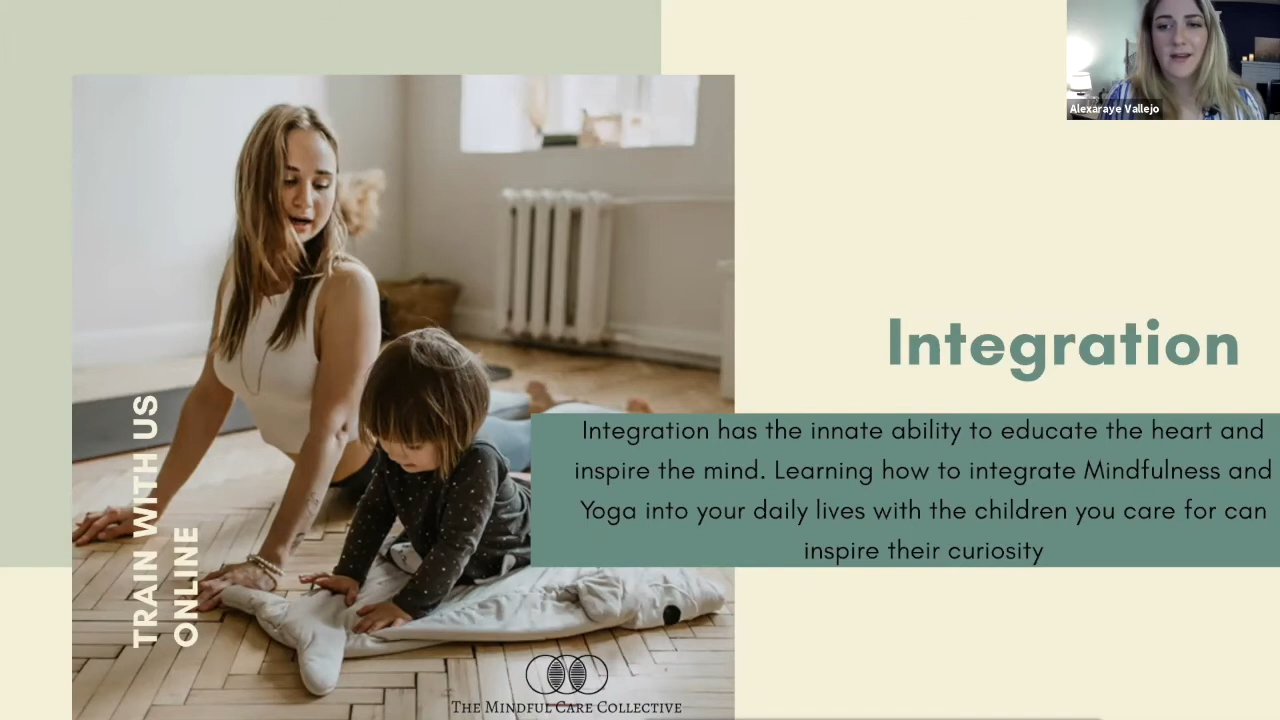 Alexaraye Vallejo
Integration
Integration has the innate ability to educate the heart and
inspire the mind. Learning how to integrate Mindfulness and
Yoga into your daily lives with the children you care for can
inspire their curiosity
TRAIN WITH US
ONLINE
THE MINDFUL CARE COLLECTIVE